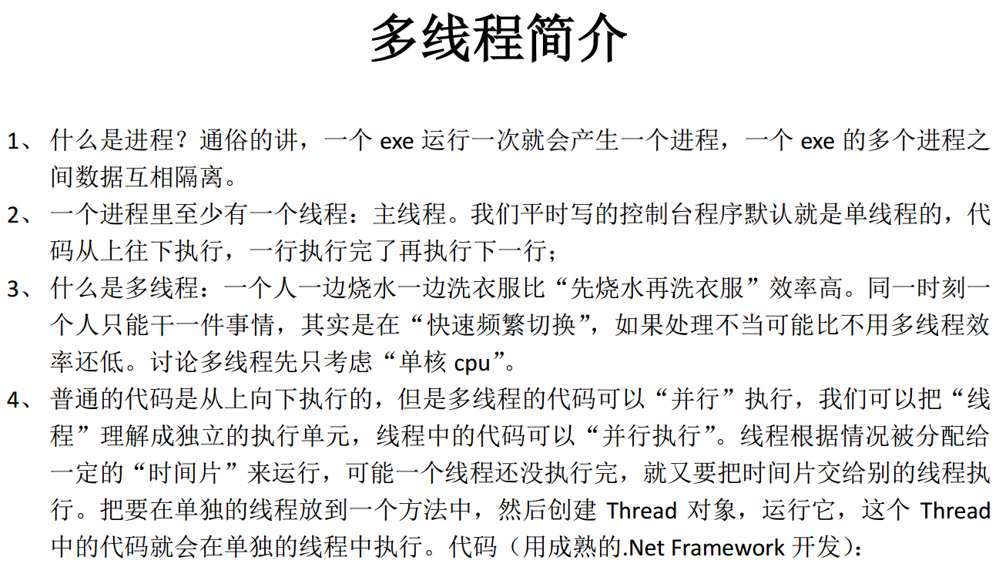 多线程简介
1、 什么是进程？通俗的讲，一个 exe 运行一次就会产生一个进程，一个 exe 的多个进程之
间数据互相隔离。
2、 一个进程里至少有一个线程：主线程。我们平时写的控制台程序默认就是单线程的，代
码从上往下执行，一行执行完了再执行下一行；
3、 什么是多线程：一个人一边烧水一边洗衣服比“先烧水再洗衣服”效率高。同一时刻一
个人只能干一件事情，其实是在“快速频繁切换”，如果处理不当可能比不用多线程效
率还低。讨论多线程先只考虑“单核 cpu”。
4、 普通的代码是从上向下执行的，但是多线程的代码可以“并行”执行，我们可以把“线
程”理解成独立的执行单元，线程中的代码可以“并行执行”。线程根据情况被分配给
一定的“时间片”来运行，可能一个线程还没执行完，就又要把时间片交给别的线程执
行。把要在单独的线程放到一个方法中，然后创建 Thread 对象，运行它，这个 Thread
中的代码就会在单独的线程中执行。代码（用成熟的.Net Framework 开发）：